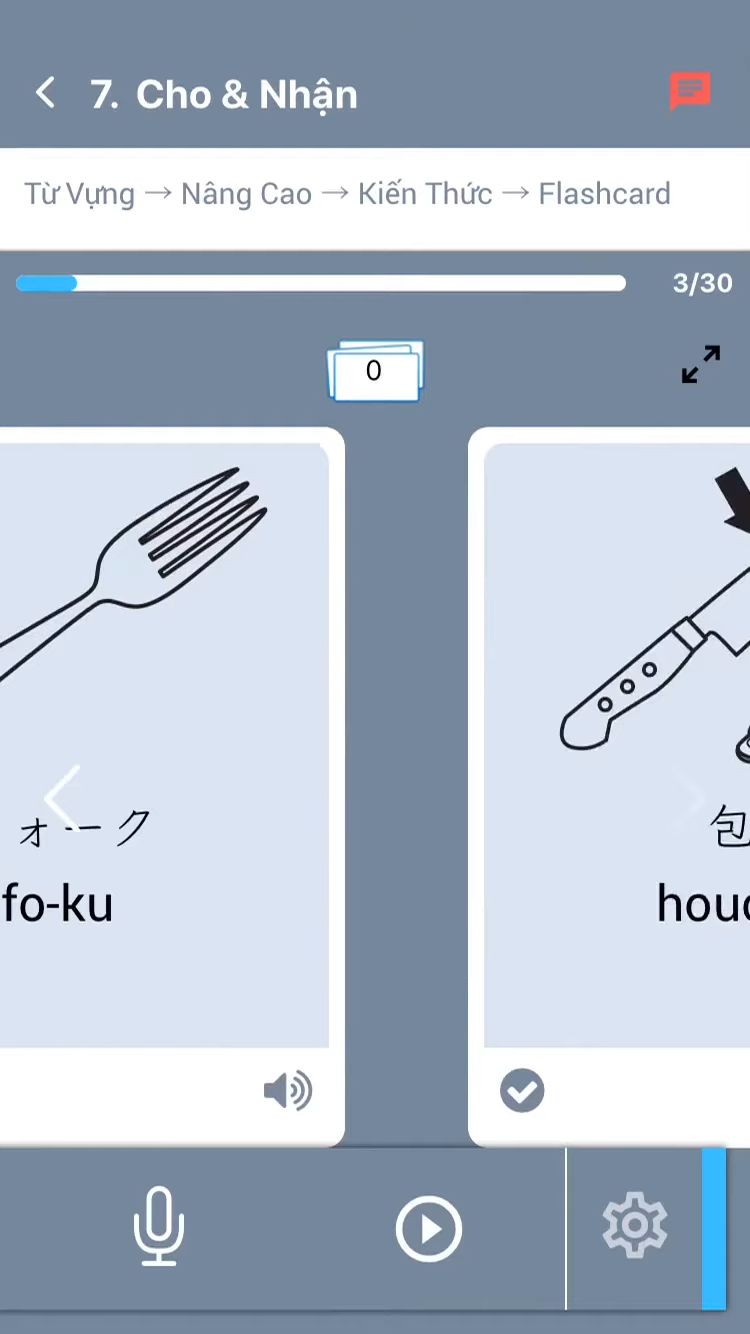 7. Cho & Nhận
Từ Vựng → Nâng Cao → Kiến Thức → Flashcard
3/30
0
ォーク
fo-ku
包
houd